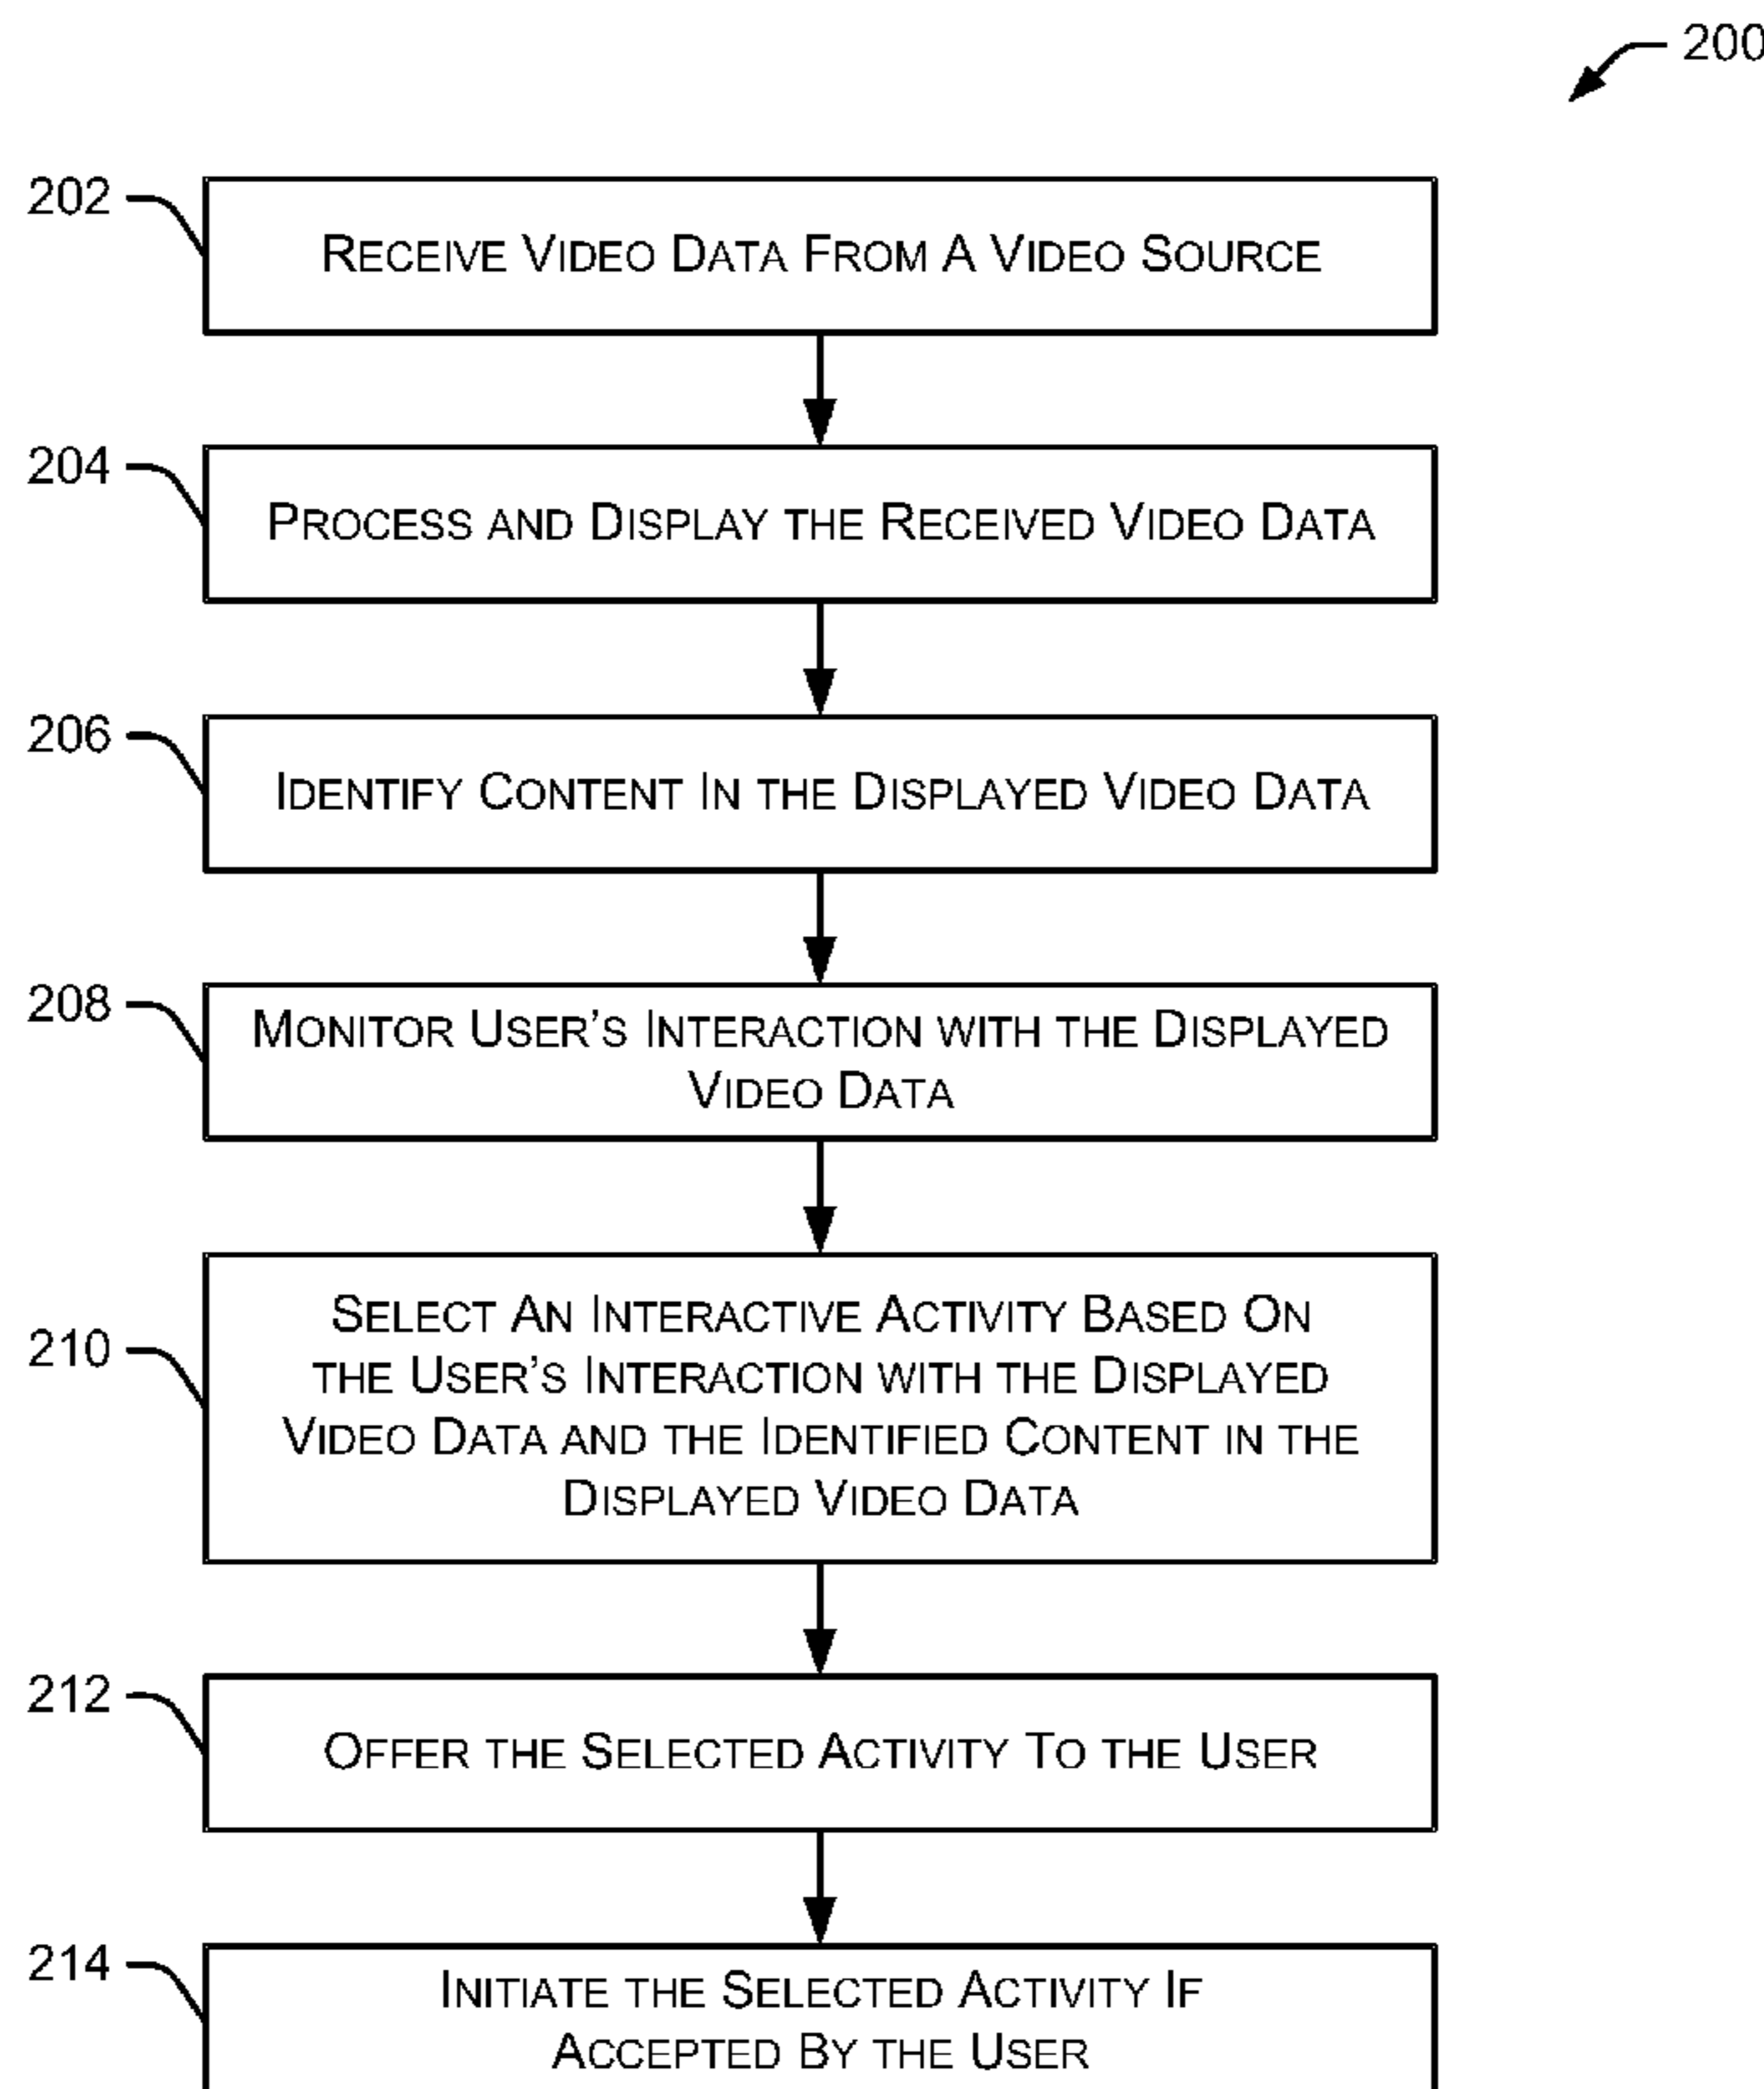 200
202
RECEIVE VIDEO DATA FROM A VIDEO SOURCE
204
PROCESS AND DISPLAY THE RECEIVED VIDEO DATA
206
IDENTIFY CONTENT IN THE DISPLAYED VIDEO DATA
208
MONITOR USER'S INTERACTION WITH THE DISPLAYED
VIDEO DATA
210
SELECT AN INTERACTIVE ACTIVITY BASED ON
THE USER'S INTERACTION WITH THE DISPLAYED
VIDEO DATA AND THE IDENTIFIED CONTENT IN THE
DISPLAYED VIDEO DATA
212
OFFER THE SELECTED ACTIVITY TO THE USER
214
INITIATE THE SELECTED ACTIVITY IF
ACCEPTED BY THE USER